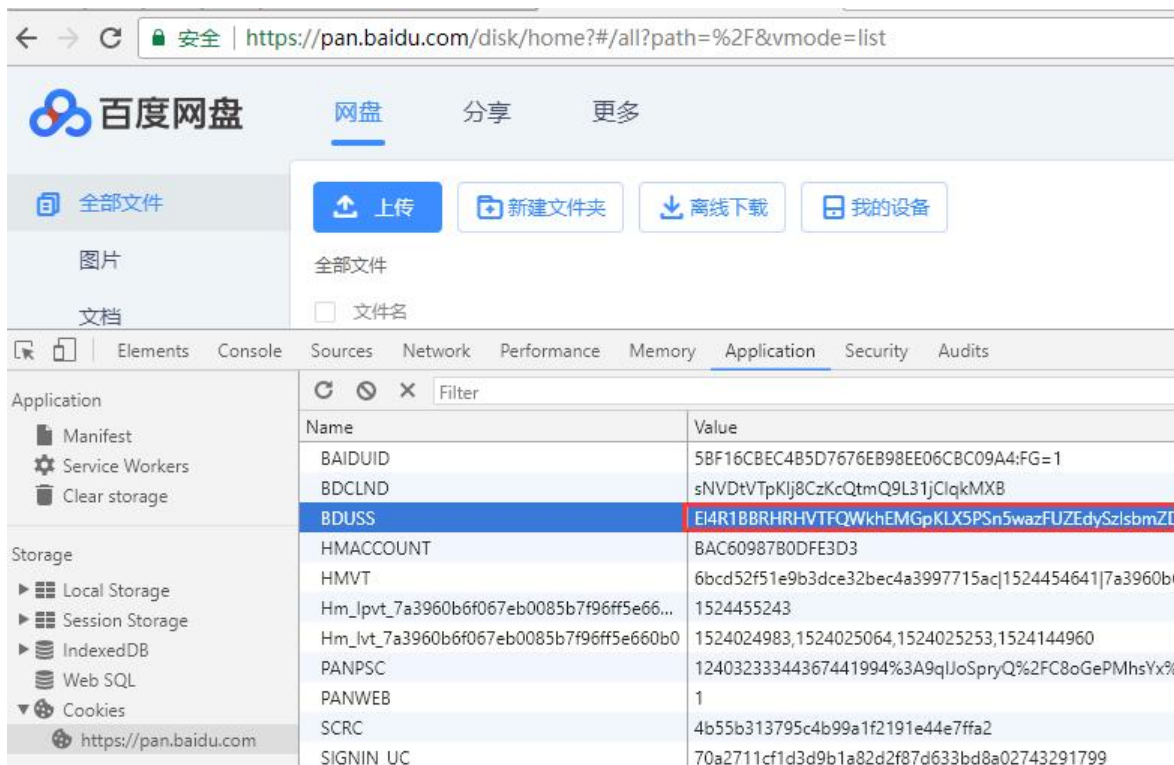 安全 | https://pan.baidu.com/disk/home?#/all?path=%2F&vmode=list
百度网盘 网盘 分享 更多
全部文件 上传 新建文件夹 离线下载 我的设备
图片 全部文件
文档 文件名
Elements Console Sources Network Performance Memory Application Security Audits
Filter
Application
Manifest
Service Workers
Clear storage
Storage
Local Storage
Session Storage
IndexedDB
Web SQL
Cookies
https://pan.baidu.com
Name Value
BAIDUID 5BF16CBEC4B5D7676EB98EE06CBC09A4:FG=1
BDCLND sNVDtVTpKlj8CzKcQtmQ9L31jClqkMXB
BDUSS
HMACCOUNT BAC60987B0DFE3D3
HMVT 6bcd52f51e9b3dce32bec4a3997715ac|1524454641|7a3960b
Hm_lpvt_7a3960b6f067eb0085b7f96ff5e66... 1524455243
Hm_lvt_7a3960b6f067eb0085b7f96ff5e660b0 1524024983,1524025064,1524025253,1524144960
PANPSC
PANWEB 1
SCRC 4b55b313795c4b99a1f2191e44e7ffa2
SIGNIN_UC 70a2711cf1d3d9b1a82d2f87d633bd8a02743291799